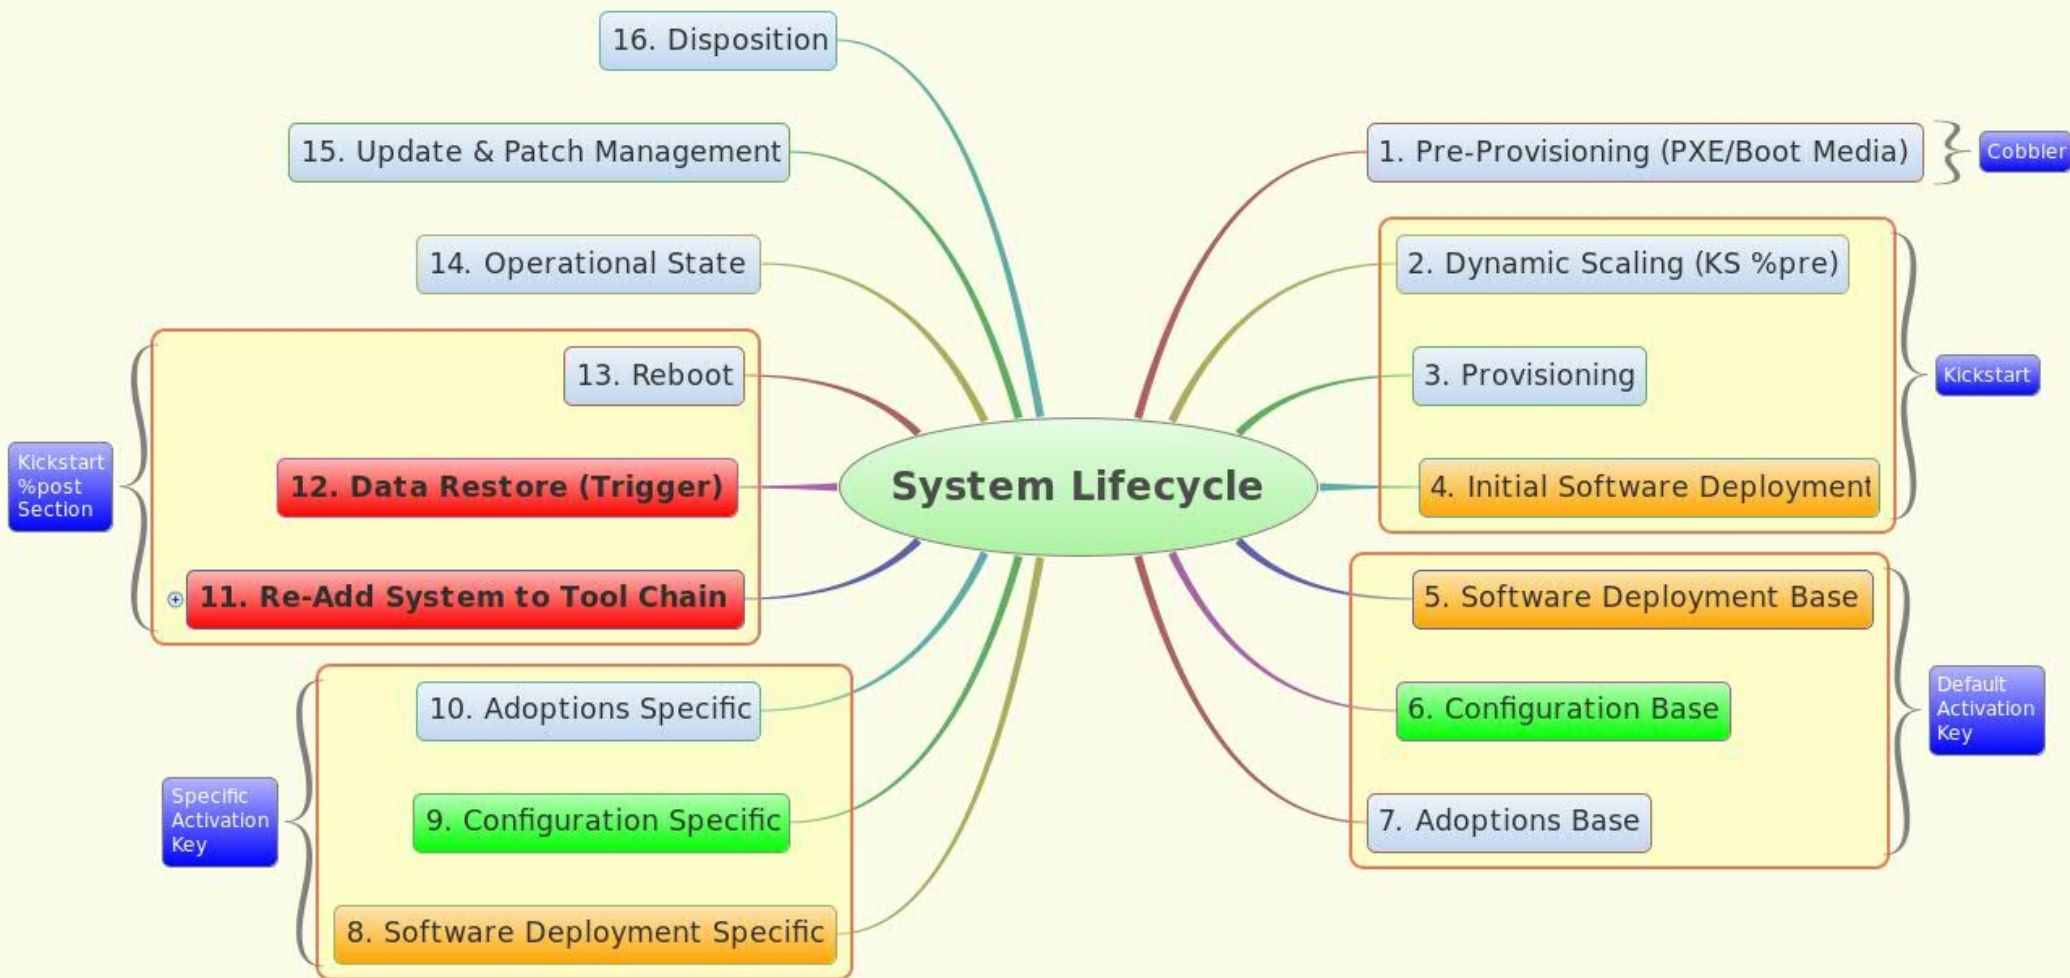 16. Disposition
15. Update & Patch Management
14. Operational State
13. Reboot
12. Data Restore (Trigger)
11. Re-Add System to Tool Chain
Kickstart
%post
Section
10. Adoptions Specific
9. Configuration Specific
8. Software Deployment Specific
Specific
Activation
Key
System Lifecycle
1. Pre-Provisioning (PXE/Boot Media)
Cobbler
2. Dynamic Scaling (KS %pre)
3. Provisioning
4. Initial Software Deployment
Kickstart
5. Software Deployment Base
6. Configuration Base
7. Adoptions Base
Default
Activation
Key